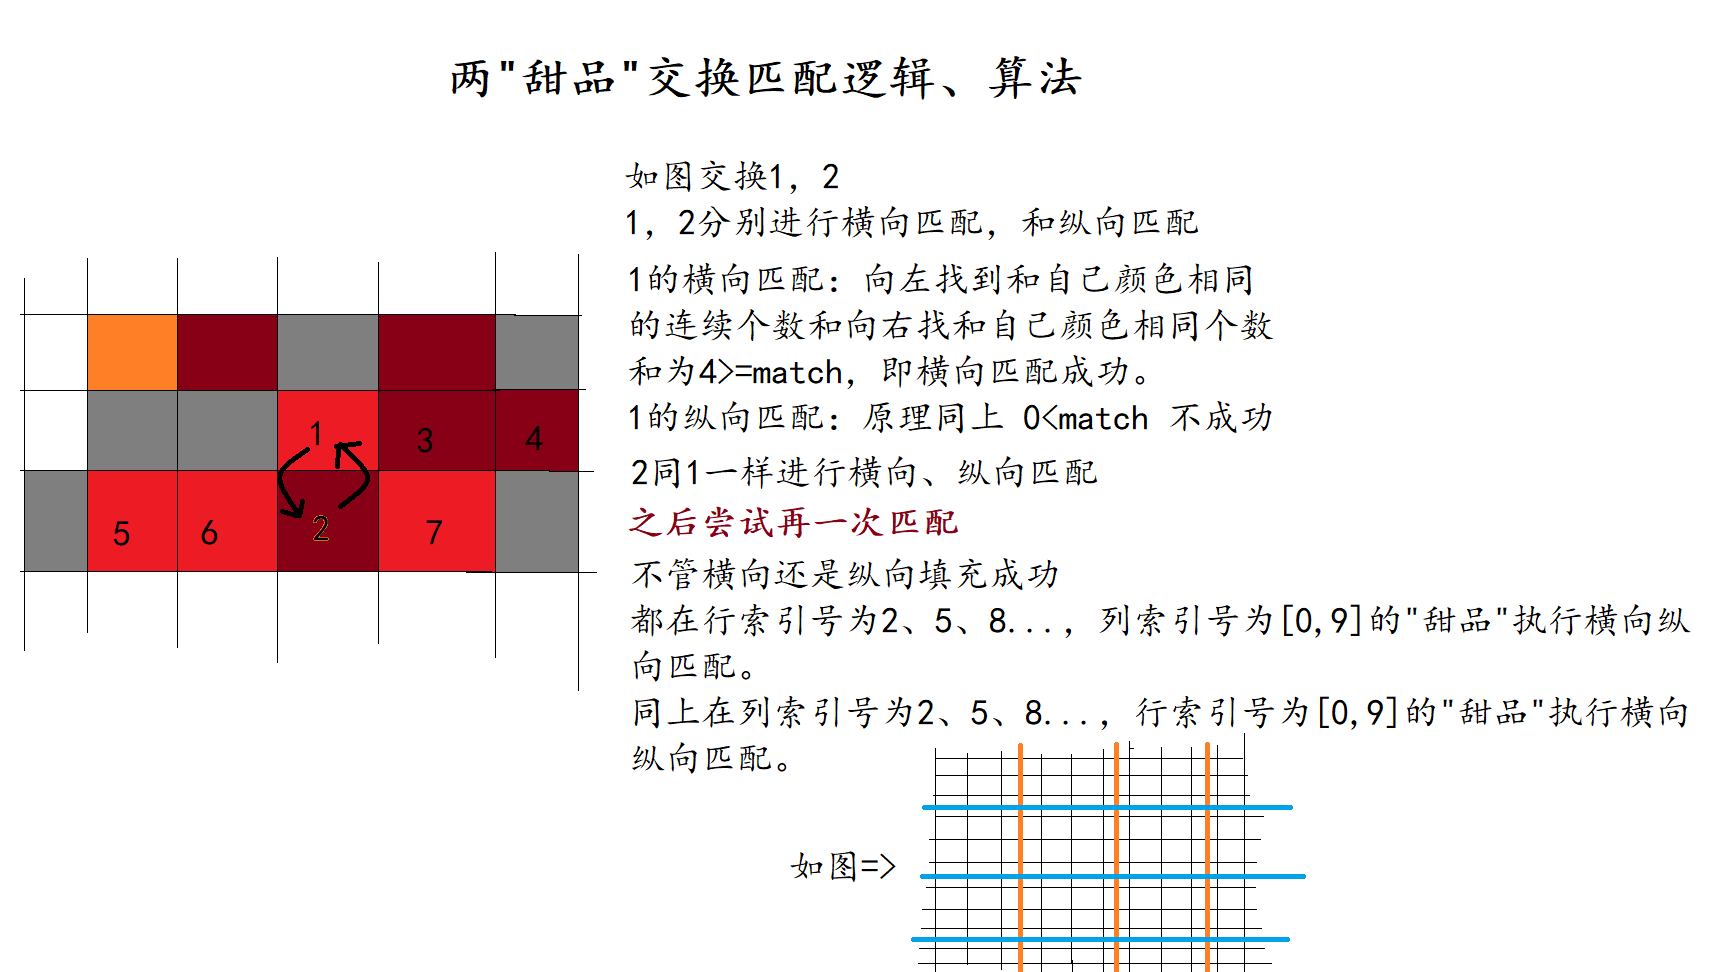 两"甜品"交换匹配逻辑、算法
如图交换1，2
1，2分别进行横向匹配，和纵向匹配
1的横向匹配：向左找到和自己颜色相同
的连续个数和向右找和自己颜色相同个数
和为4>=match，即横向匹配成功。
1的纵向匹配：原理同上 0<match 不成功
2同1一样进行横向、纵向匹配
之后尝试再一次匹配
不管横向还是纵向填充成功
都在行索引号为2、5、8...，列索引号为[0,9]的"甜品"执行横向纵
向匹配。
同上在列索引号为2、5、8...，行索引号为[0,9]的"甜品"执行横向
纵向匹配。
如图=>
1
3
4
5
6
2
7